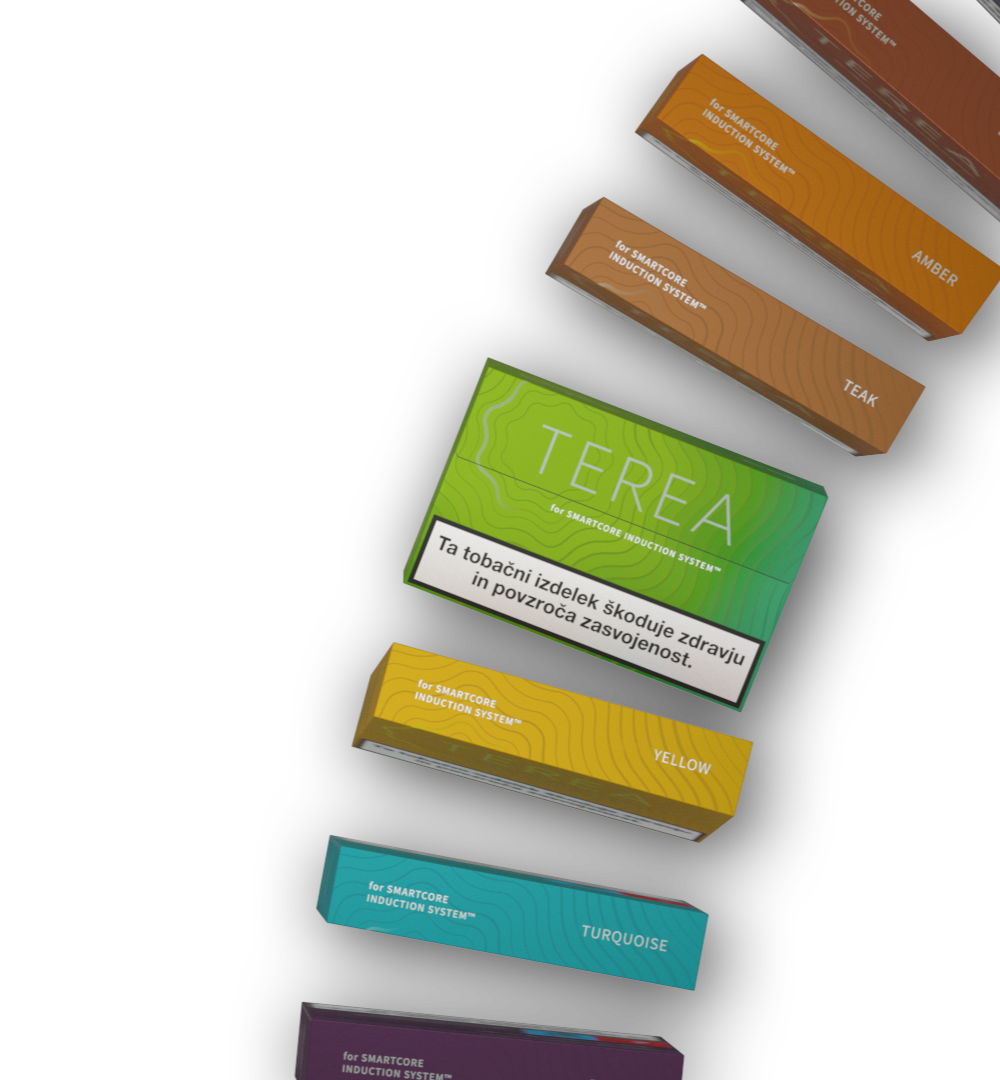 CORE
INDUCTION SYSTEM™
TEREA
for SMARTCORE
INDUCTION SYSTEM™
AMBER
for SMARTCORE
INDUCTION SYSTEM™
TEAK
TEREA
for SMARTCORE INDUCTION SYSTEM™
Ta tobačni izdelek škoduje zdravju
in povzroča zasvojenost.
for SMARTCORE
INDUCTION SYSTEM™
YELLOW
TEREA
for SMARTCORE
INDUCTION SYSTEM™
TURQUOISE
for SMARTCORE
INDUCTION SYSTEM™